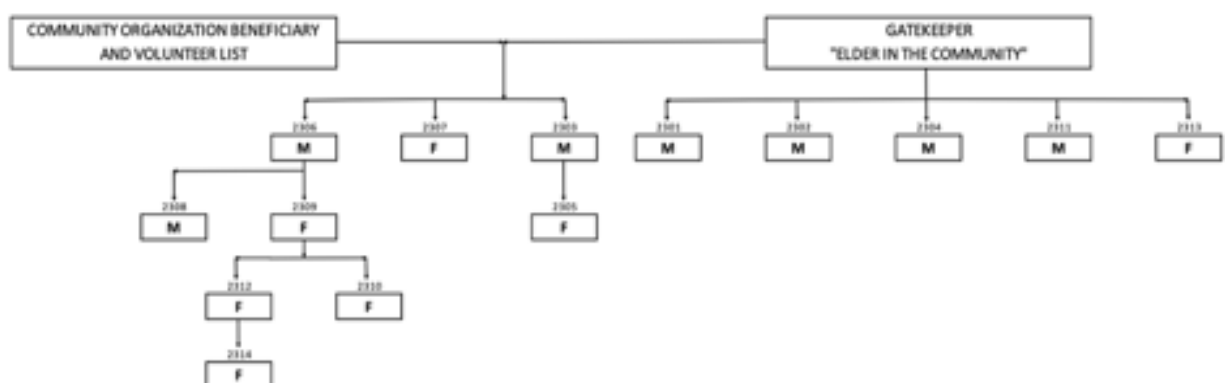 COMMUNITY ORGANIZATION BENEFICIARY
AND VOLUNTEER LIST
GATEKEEPER
"ELDER IN THE COMMUNITY"
2306 2307 2303 2301 2302 2304 2311 2313
M F M M M M M F
2308 2309 2305
M F F
2312 2310
F F
2314
F